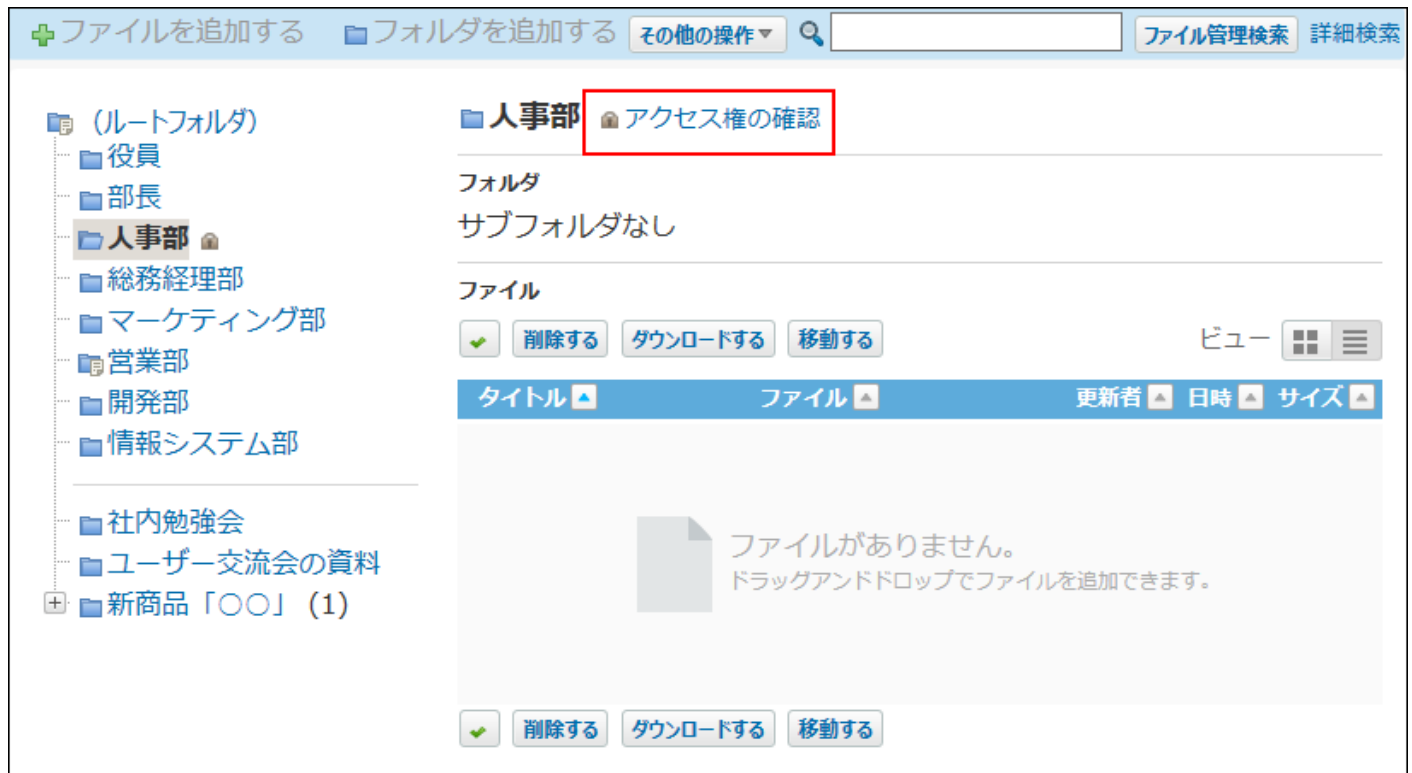 ファイルを追加する フォルダを追加する その他の操作▼ ファイル管理検索 詳細検索
(ルートフォルダ)
役員
部長
人事部
総務経理部
マーケティング部
営業部
開発部
情報システム部
社内勉強会
ユーザー交流会の資料
新商品「○○」 (1)
人事部 アクセス権の確認
フォルダ
サブフォルダなし
ファイル
削除する ダウンロードする 移動する ビュー
タイトル ファイル 更新者 日時 サイズ
ファイルがありません。
ドラッグアンドドロップでファイルを追加できます。
削除する ダウンロードする 移動する